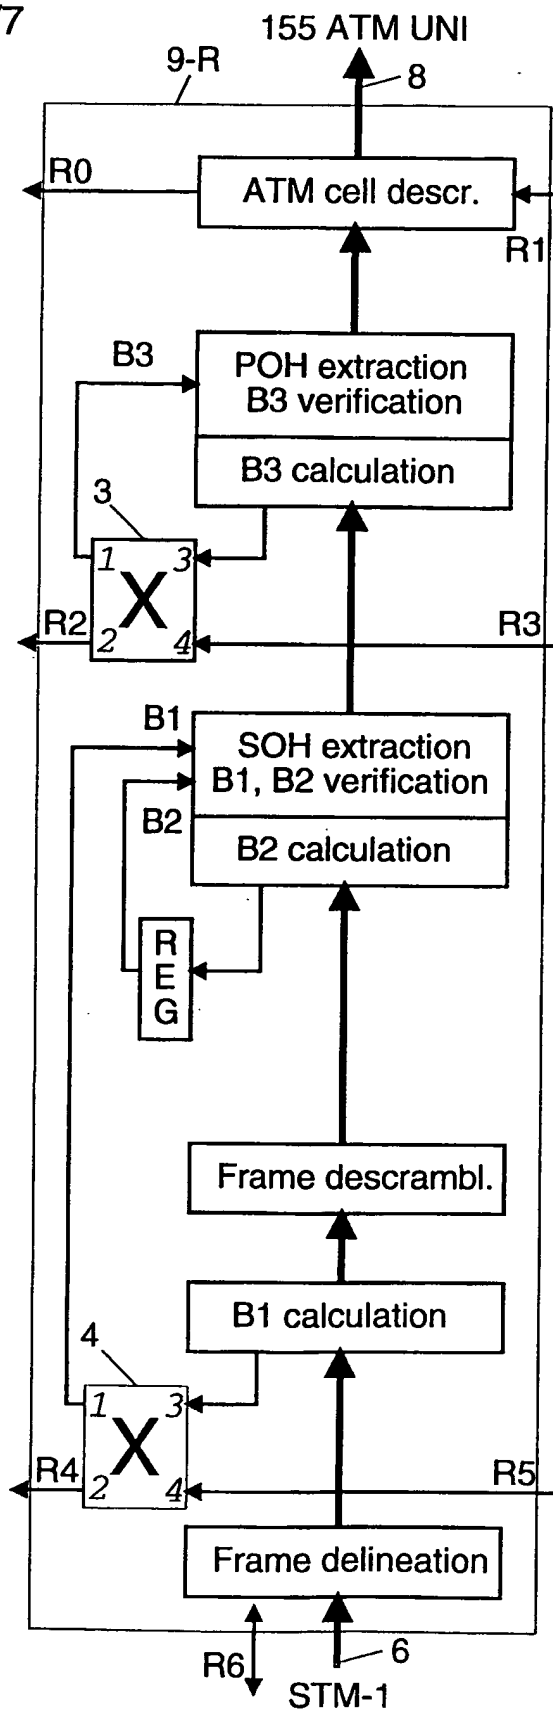 /7
155 ATM UNI
9-R
8
R0
ATM cell descr.
R1
B3
POH extraction
B3 verification
B3 calculation
3
1 3
X
R2
2 4
R3
B1
SOH extraction
B1, B2 verification
B2
B2 calculation
R
E
G
Frame descrambl.
B1 calculation
4
1 3
X
R4
2 4
R5
Frame delineation
R6
6
STM-1